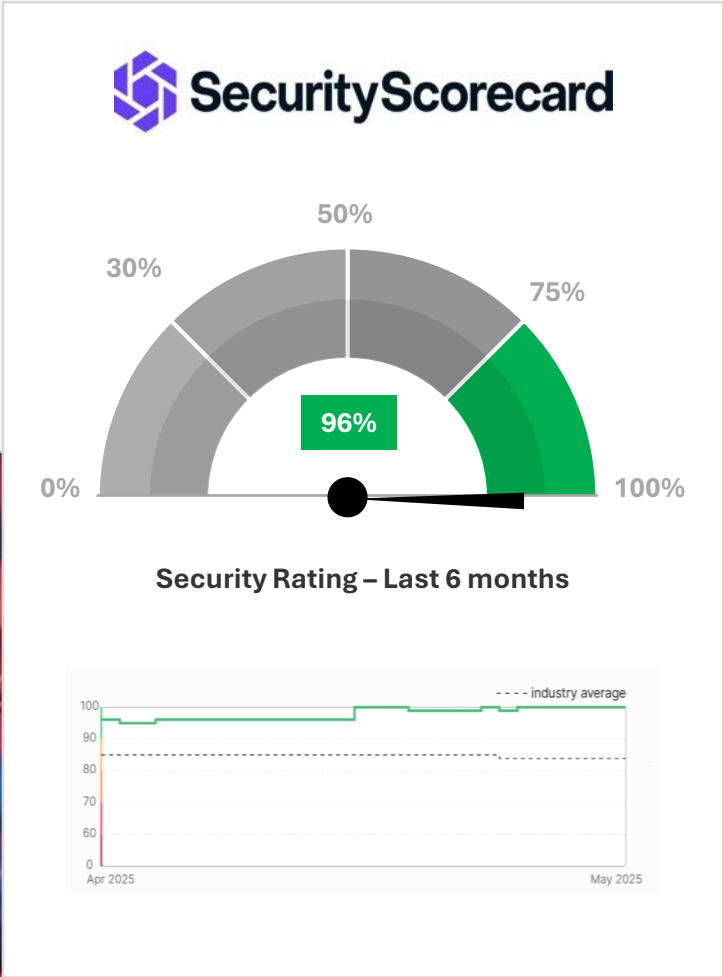 SecurityScorecard
50%
30%
75%
96%
0%
100%
Security Rating – Last 6 months
---- industry average
100
90
80
70
60
0
Apr 2025
May 2025